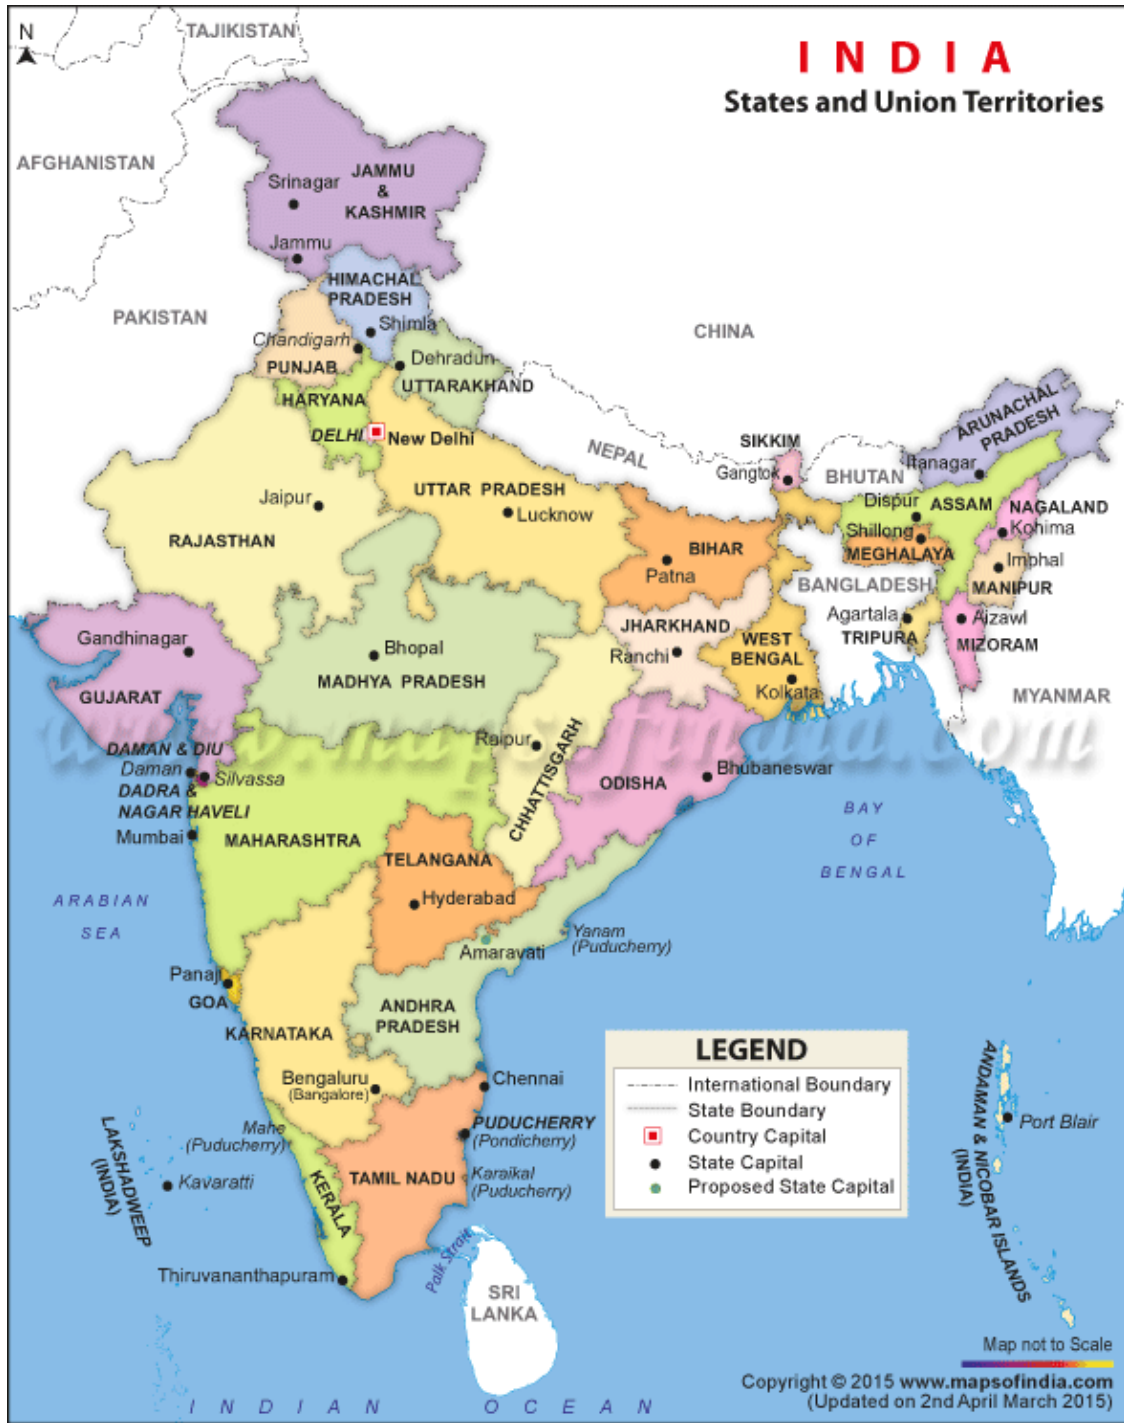 N
TAJIKISTAN
INDIA
States and Union Territories
AFGHANISTAN
JAMMU
&
KASHMIR
Srinagar
Jammu
HIMACHAL
PRADESH
PAKISTAN
Shimla
CHINA
Chandigarh
PUNJAB
Dehradun
UTTARAKHAND
HARYANA
DELHI
New Delhi
ARUNACHAL
PRADESH
NEPAL
SIKKIM
Gangtok
BHUTAN
Itanagar
Jaipur
UTTAR PRADESH
Lucknow
Dispur
ASSAM
NAGALAND
Kohima
RAJASTHAN
BIHAR
Patna
Shillong
MEGHALAYA
Imphal
MANIPUR
BANGLADESH
Gandhinagar
Bhopal
JHARKHAND
Ranchi
WEST
BENGAL
Agartala
TRIPURA
Aizawl
MIZORAM
GUJARAT
MADHYA PRADESH
Kolkata
MYANMAR
www.mapsofindia.com
DAMAN & DIU
Daman
Silvassa
DADRA &
NAGAR HAVELI
Mumbai
MAHARASHTRA
Raipur
CHHATTISGARH
ODISHA
Bhubaneswar
BAY
OF
BENGAL
TELANGANA
Hyderabad
ARABIAN
SEA
Yanam
(Puducherry)
Amaravati
Panaji
GOA
KARNATAKA
ANDHRA
PRADESH
Bengaluru
(Bangalore)
Chennai
LEGEND
International Boundary
State Boundary
Country Capital
State Capital
Proposed State Capital
Mahe
(Puducherry)
PUDUCHERRY
(Pondicherry)
LAKSHADWEEP
(INDIA)
Kavaratti
KERALA
TAMIL NADU
Karaikal
(Puducherry)
ANDAMAN & NICOBAR ISLANDS
(INDIA)
Port Blair
Thiruvananthapuram
Palk Strait
SRI
LANKA
Map not to Scale
Copyright © 2015 www.mapsofindia.com
(Updated on 2nd April March 2015)
INDIAN OCEAN